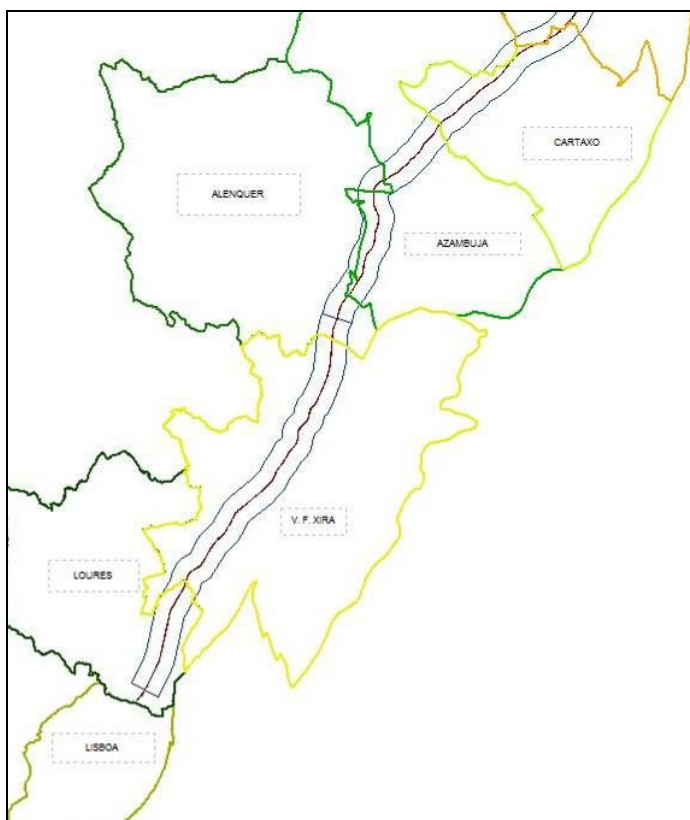 CARTAXO
ALENQUER
AZAMBUJA
V. F. XIRA
LOURES
LISBOA